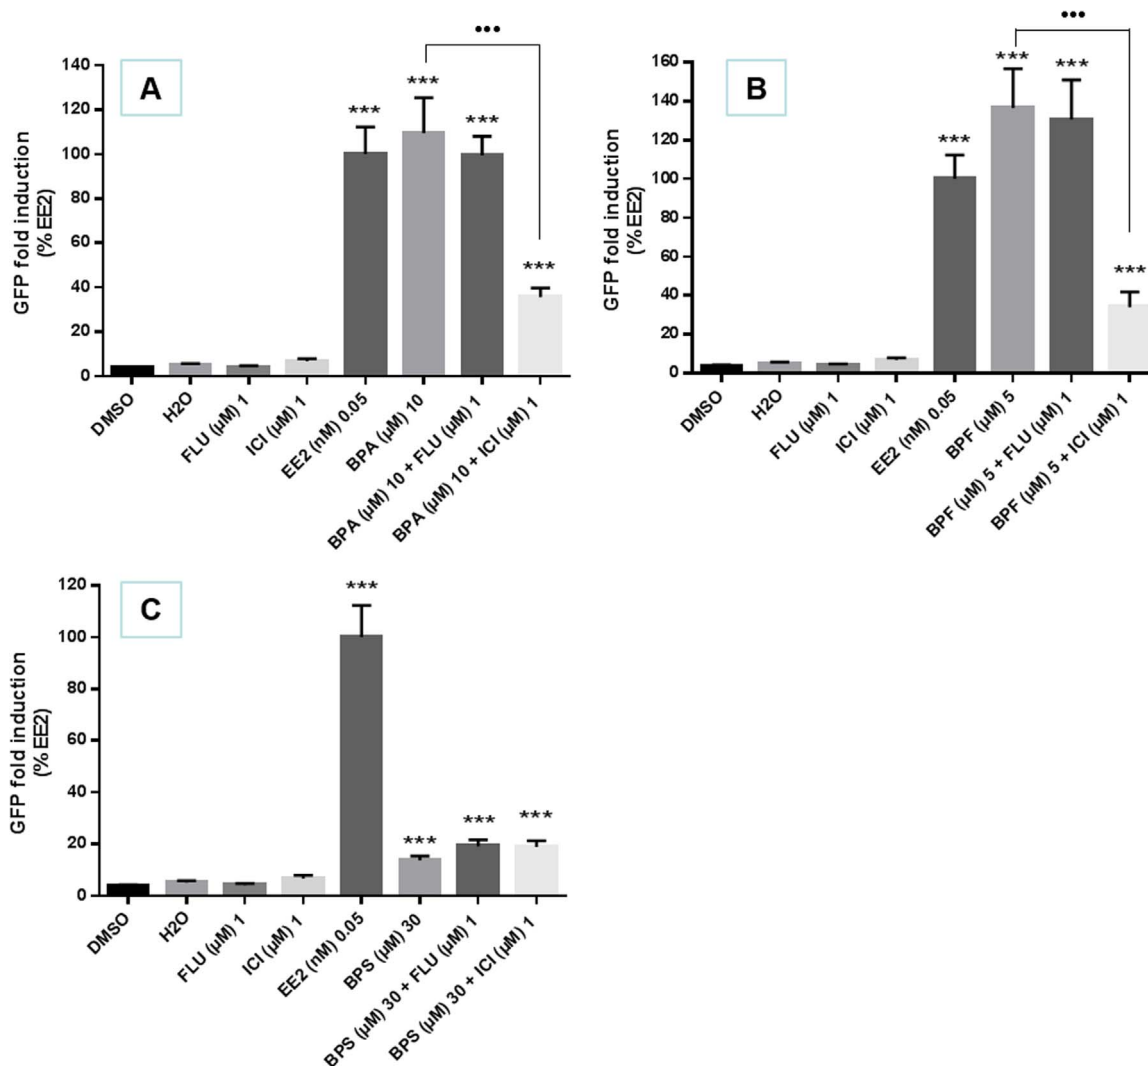 •••
A
GFP fold induction
(%EE2)
140
120
100
80
60
40
20
0
***
***
***
***
DMSO
H2O
FLU (µM) 1
ICI (µM) 1
EE2 (nM) 0.05
BPA (µM) 10
BPA (µM) 10 + FLU (µM) 1
BPA (µM) 10 + ICI (µM) 1
•••
B
GFP fold induction
(%EE2)
160
140
120
100
80
60
40
20
0
***
***
***
***
DMSO
H2O
FLU (µM) 1
ICI (µM) 1
EE2 (nM) 0.05
BPF (µM) 5
BPF (µM) 5 + FLU (µM) 1
BPF (µM) 5 + ICI (µM) 1
C
GFP fold induction
(%EE2)
120
100
80
60
40
20
0
***
***
***
***
DMSO
H2O
FLU (µM) 1
ICI (µM) 1
EE2 (nM) 0.05
BPS (µM) 30
BPS (µM) 30 + FLU (µM) 1
BPS (µM) 30 + ICI (µM) 1